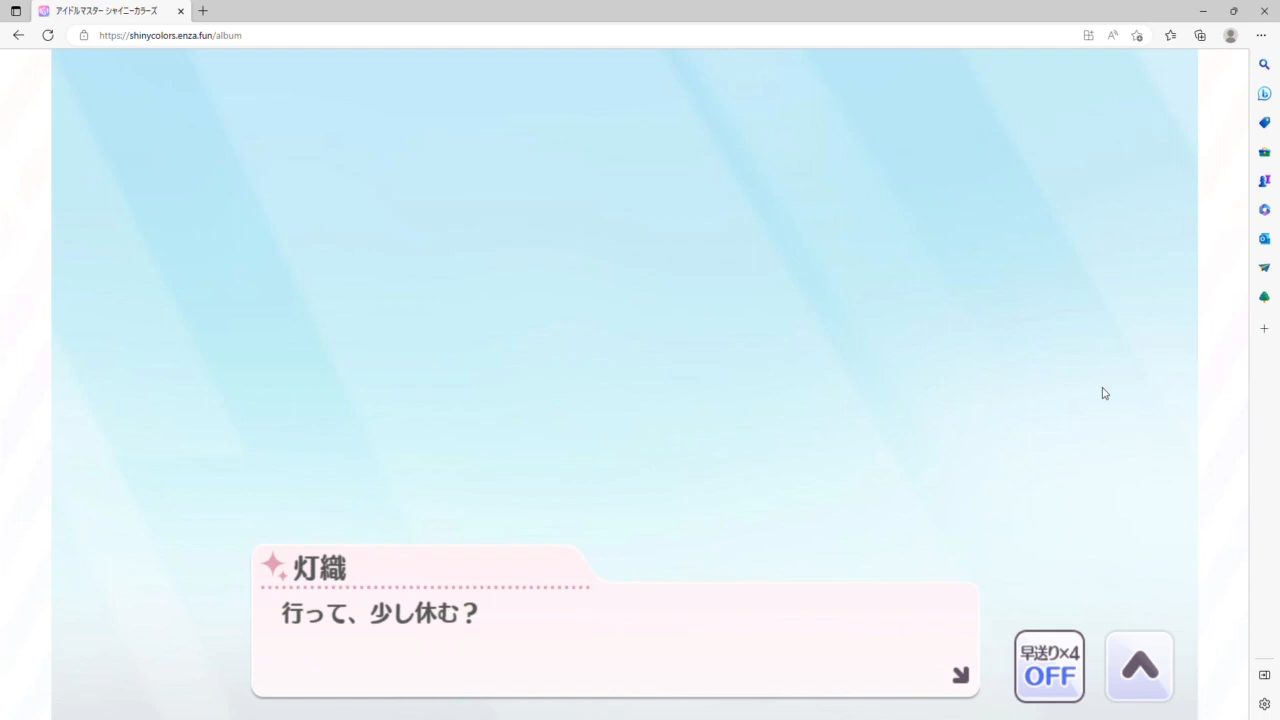 アイドルマスター シャイニーカラーズ
https://shinycolors.enza.fun/album
灯織
行って、少し休む？
早送り×4
OFF